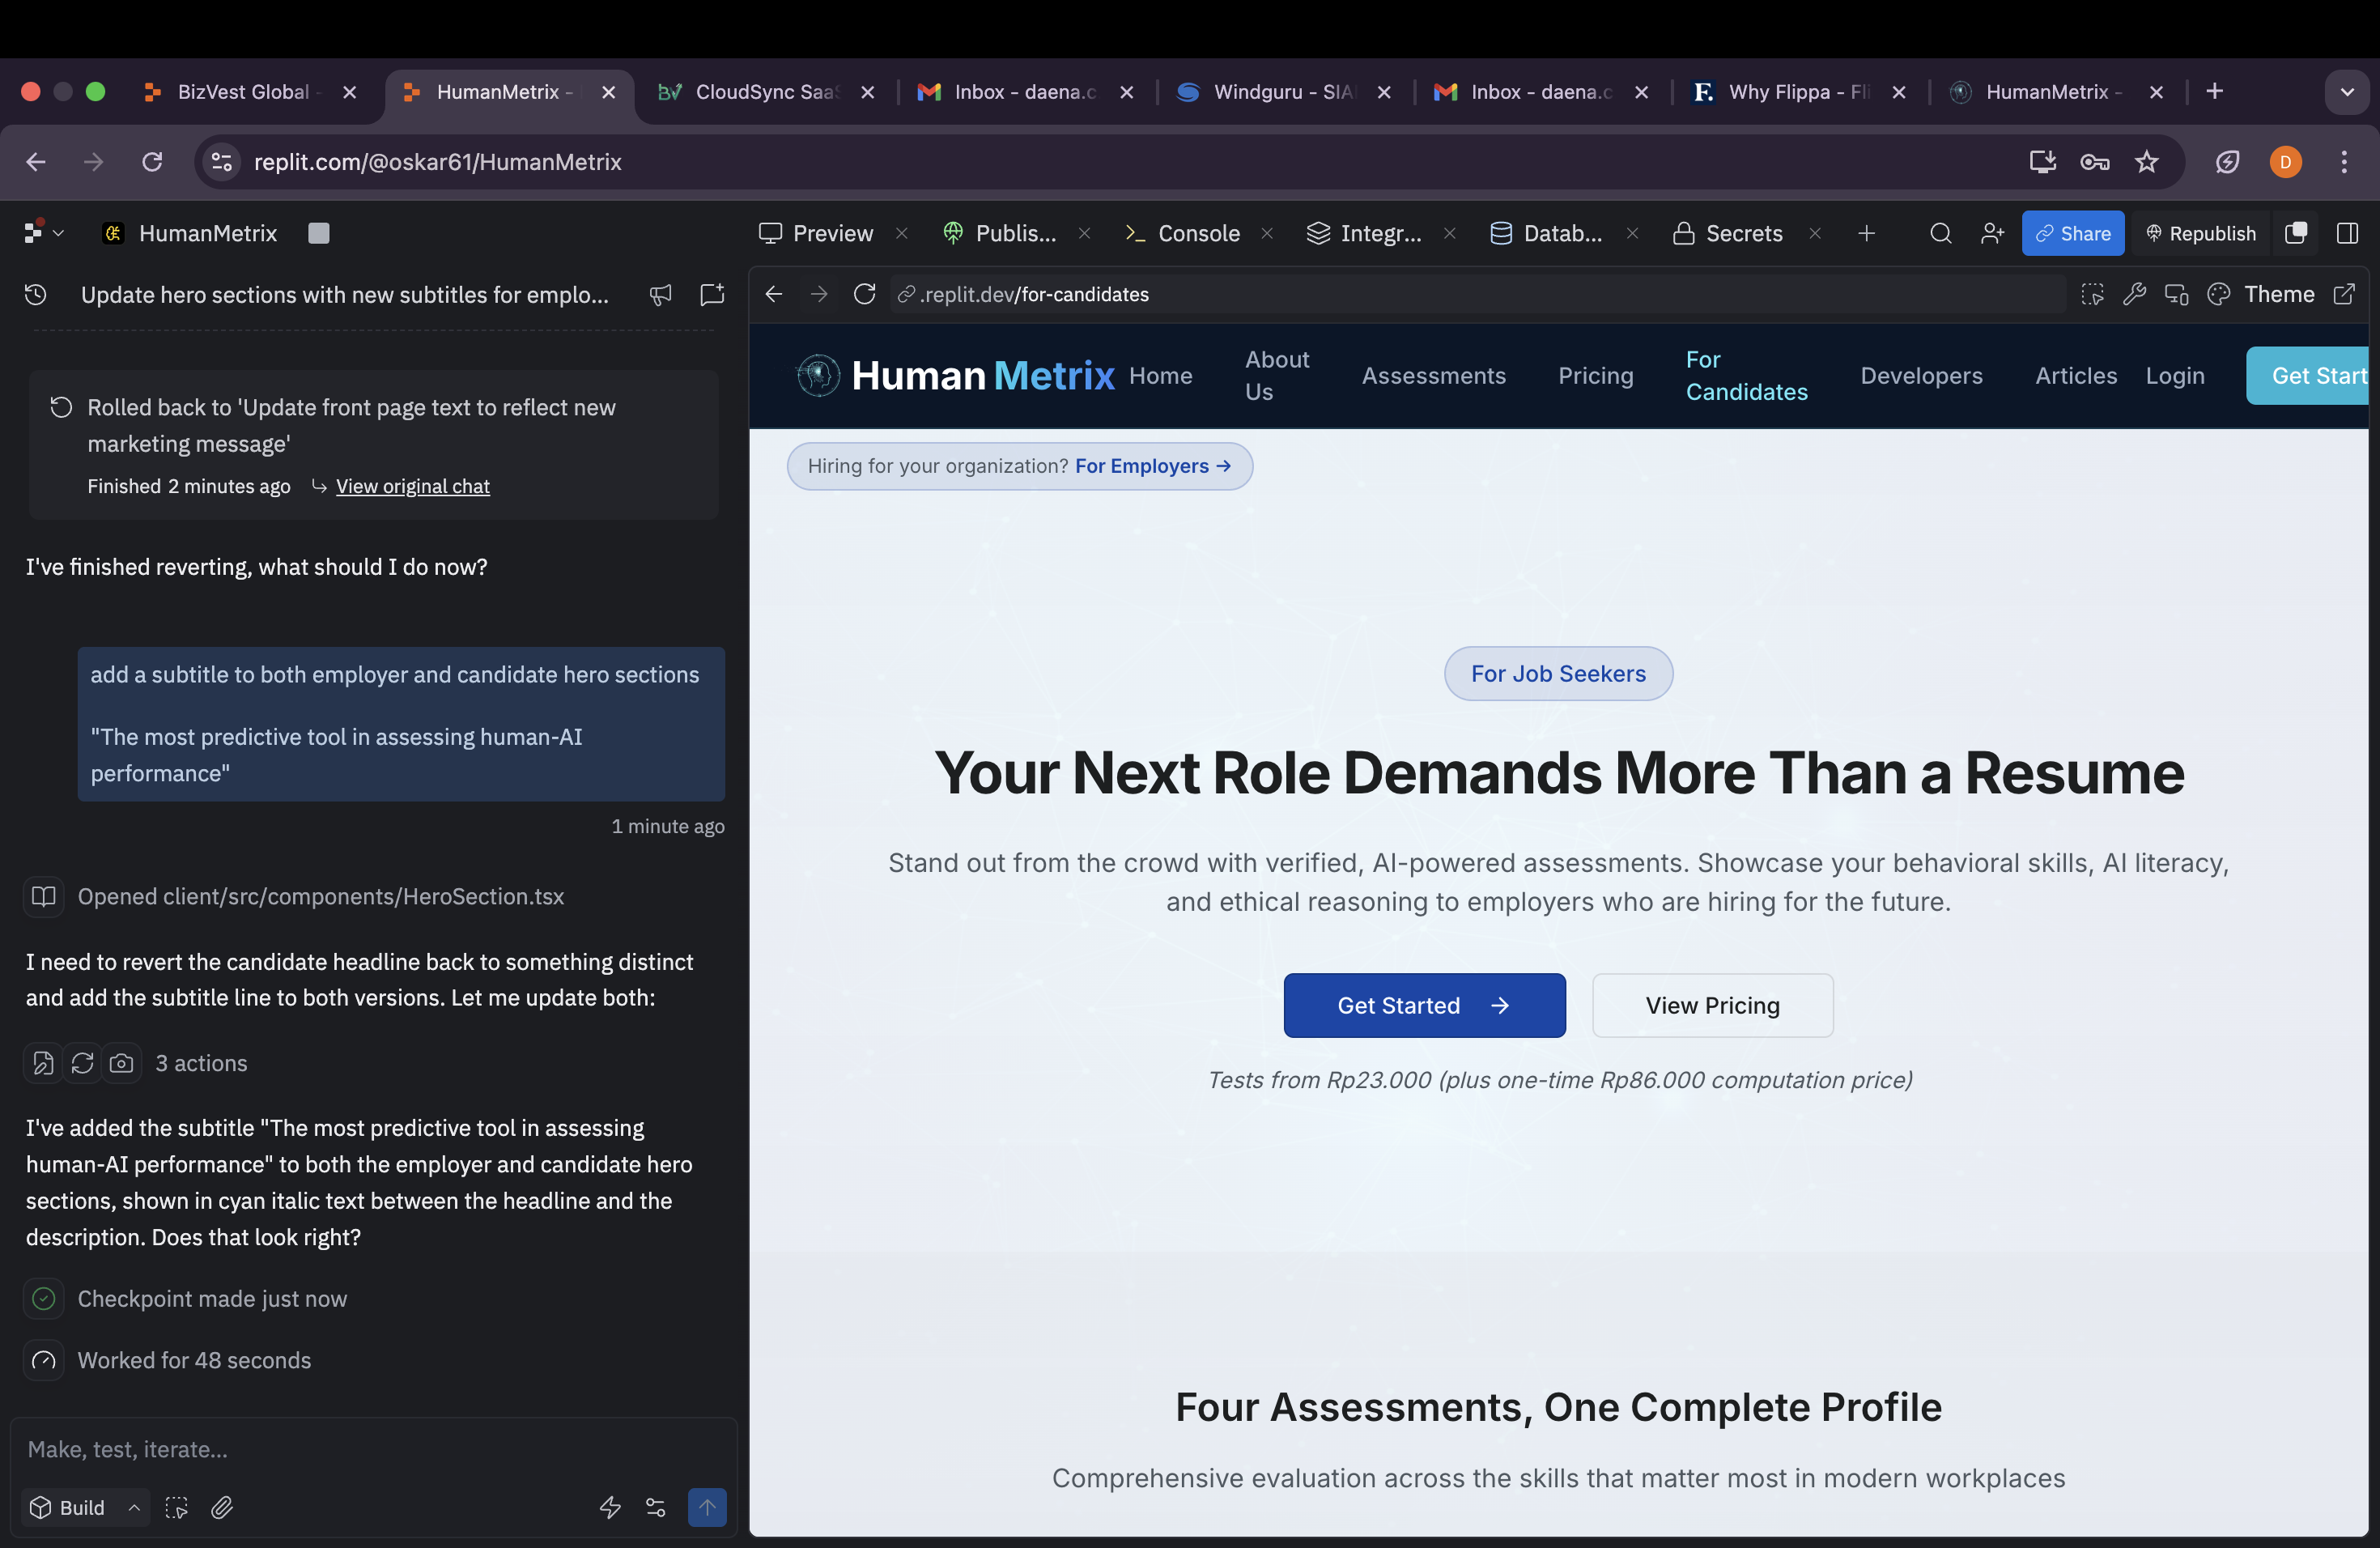 BizVest Global -
HumanMetrix -
CloudSync SaaS
Inbox - daena.c
Windguru - SIA
Inbox - daena.c
Why Flippa - Fli
HumanMetrix -
replit.com/@oskar61/HumanMetrix
D
HumanMetrix
Preview
Publis...
Console
Integr...
Datab...
Secrets
Share
Republish
Update hero sections with new subtitles for emplo...
.replit.dev/for-candidates
Theme
Rolled back to 'Update front page text to reflect new
marketing message'
Finished 2 minutes ago
View original chat
I've finished reverting, what should I do now?
add a subtitle to both employer and candidate hero sections
"The most predictive tool in assessing human-AI
performance"
1 minute ago
Opened client/src/components/HeroSection.tsx
I need to revert the candidate headline back to something distinct
and add the subtitle line to both versions. Let me update both:
3 actions
I've added the subtitle "The most predictive tool in assessing
human-AI performance" to both the employer and candidate hero
sections, shown in cyan italic text between the headline and the
description. Does that look right?
Checkpoint made just now
Worked for 48 seconds
Make, test, iterate...
Build
Human Metrix
Home
About
Us
Assessments
Pricing
For
Candidates
Developers
Articles
Login
Get Start
Hiring for your organization? For Employers →
For Job Seekers
Your Next Role Demands More Than a Resume
Stand out from the crowd with verified, AI-powered assessments. Showcase your behavioral skills, AI literacy,
and ethical reasoning to employers who are hiring for the future.
Get Started →
View Pricing
Tests from Rp23.000 (plus one-time Rp86.000 computation price)
Four Assessments, One Complete Profile
Comprehensive evaluation across the skills that matter most in modern workplaces